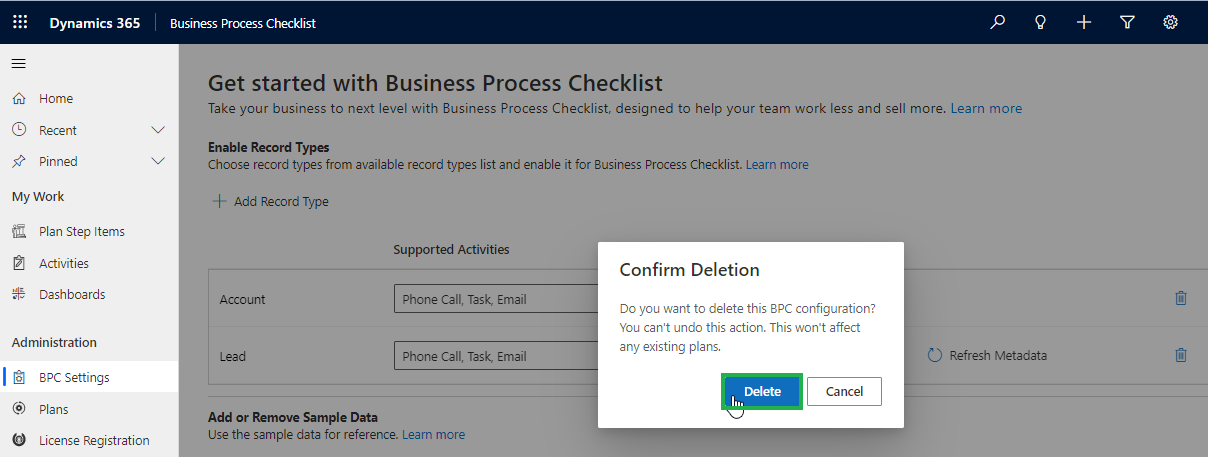 Dynamics 365
Business Process Checklist
Home
Recent
Pinned
My Work
Plan Step Items
Activities
Dashboards
Administration
BPC Settings
Plans
License Registration
Get started with Business Process Checklist
Take your business to next level with Business Process Checklist, designed to help your team work less and sell more. Learn more
Enable Record Types
Choose record types from available record types list and enable it for Business Process Checklist. Learn more
Add Record Type
Supported Activities
Account
Phone Call, Task, Email
Lead
Phone Call, Task, Email
Refresh Metadata
Add or Remove Sample Data
Use the sample data for reference. Learn more
Confirm Deletion
Do you want to delete this BPC configuration?
You can't undo this action. This won't affect
any existing plans.
Delete
Cancel